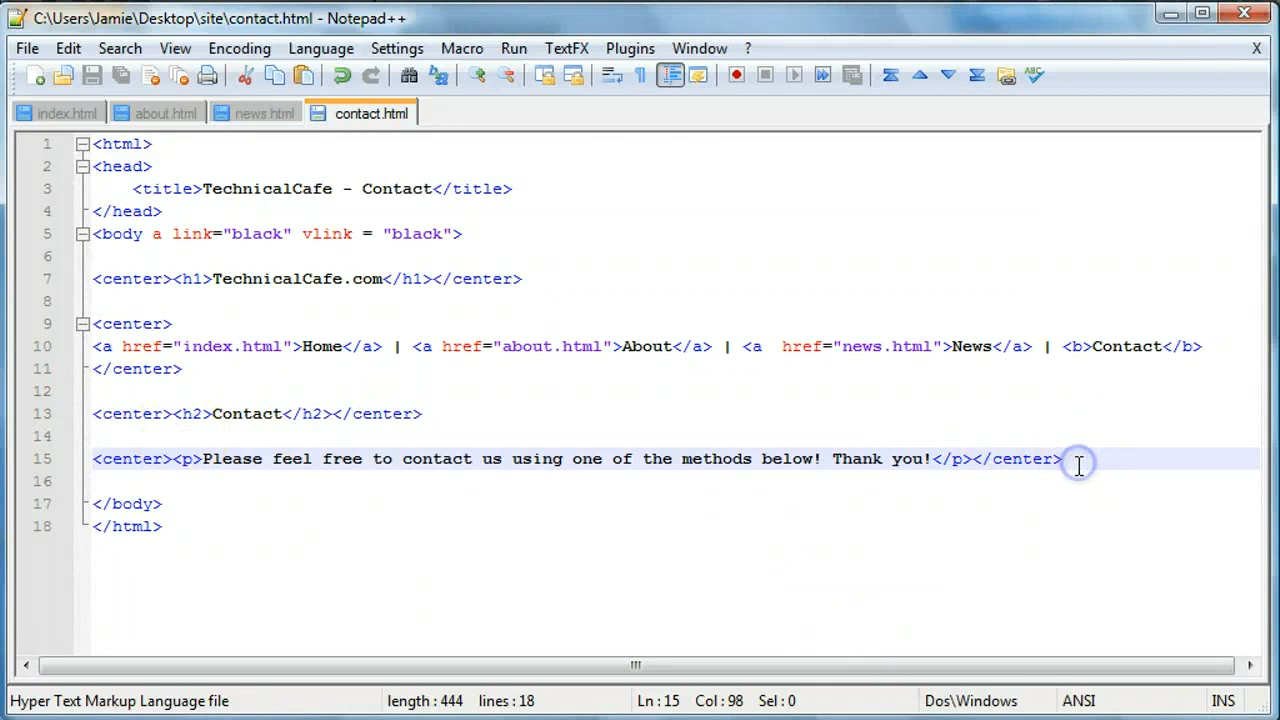 C:\Users\Jamie\Desktop\site\contact.html - Notepad++
File Edit Search View Encoding Language Settings Macro Run TextFX Plugins Window ? X
index.html about.html news.html contact.html
1 <html>
2 <head>
3 <title>TechnicalCafe - Contact</title>
4 </head>
5 <body a link="black" vlink = "black">
6
7 <center><h1>TechnicalCafe.com</h1></center>
8
9 <center>
10 <a href="index.html">Home</a> | <a href="about.html">About</a> | <a  href="news.html">News</a> | <b>Contact</b>
11 </center>
12
13 <center><h2>Contact</h2></center>
14
15 <center><p>Please feel free to contact us using one of the methods below! Thank you!</p></center>
16
17 </body>
18 </html>
Hyper Text Markup Language file length : 444 lines : 18 Ln : 15 Col : 98 Sel : 0 Dos\Windows ANSI INS